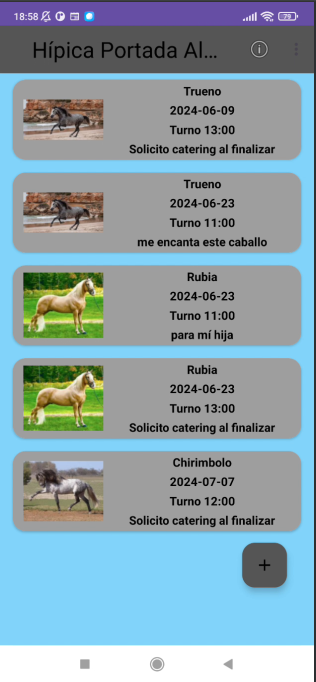 18:58
79
Hípica Portada Al...
Trueno
2024-06-09
Turno 13:00
Solicito catering al finalizar
Trueno
2024-06-23
Turno 11:00
me encanta este caballo
Rubia
2024-06-23
Turno 11:00
para mí hija
Rubia
2024-06-23
Turno 13:00
Solicito catering al finalizar
Chirimbolo
2024-07-07
Turno 12:00
Solicito catering al finalizar
+